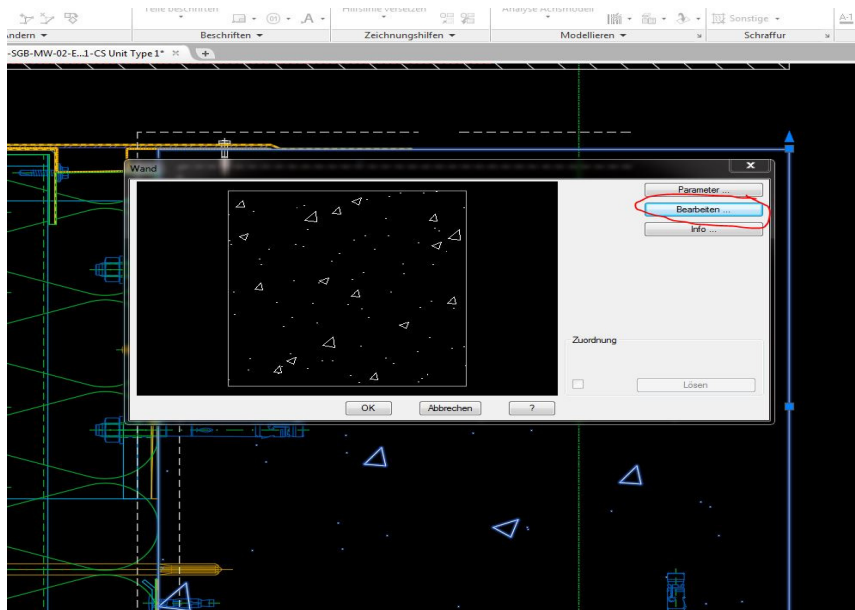 Teile beschriften Hilfslinie versetzen Analyse Achsmodell
Sonstige
A-1
Ändern Beschriften Zeichnungshilfen Modellieren Schraffur
-SGB-MW-02-E...1-CS Unit Type 1*
Wand
Parameter ...
Bearbeiten ...
Info ...
Zuordnung
Lösen
OK Abbrechen ?